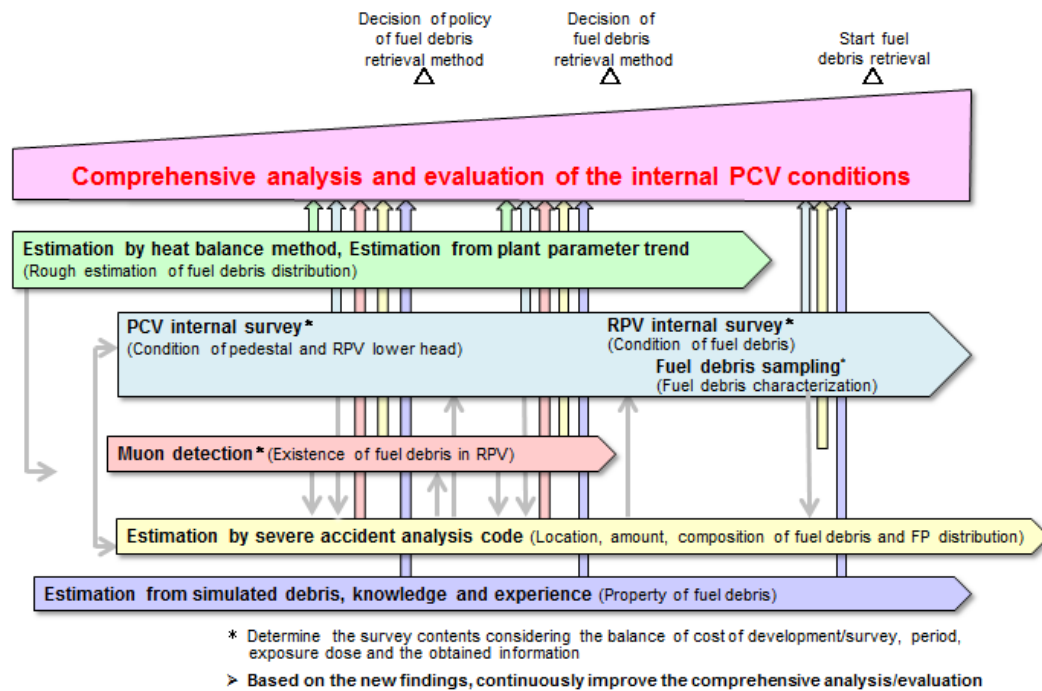 Decision of policy
of fuel debris
retrieval method
Decision of
fuel debris
retrieval method
Start fuel
debris retrieval
Comprehensive analysis and evaluation of the internal PCV conditions
Estimation by heat balance method, Estimation from plant parameter trend
(Rough estimation of fuel debris distribution)
PCV internal survey*
(Condition of pedestal and RPV lower head)
RPV internal survey*
(Condition of fuel debris)
Fuel debris sampling*
(Fuel debris characterization)
Muon detection* (Existence of fuel debris in RPV)
Estimation by severe accident analysis code (Location, amount, composition of fuel debris and FP distribution)
Estimation from simulated debris, knowledge and experience (Property of fuel debris)
* Determine the survey contents considering the balance of cost of development/survey, period,
exposure dose and the obtained information
➢ Based on the new findings, continuously improve the comprehensive analysis/evaluation